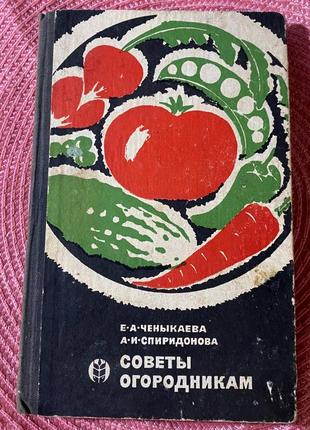 Е·А·ЧЕНЫКАЕВА
А·И·СПИРИДОНОВА
СОВЕТЫ
ОГОРОДНИКАМ